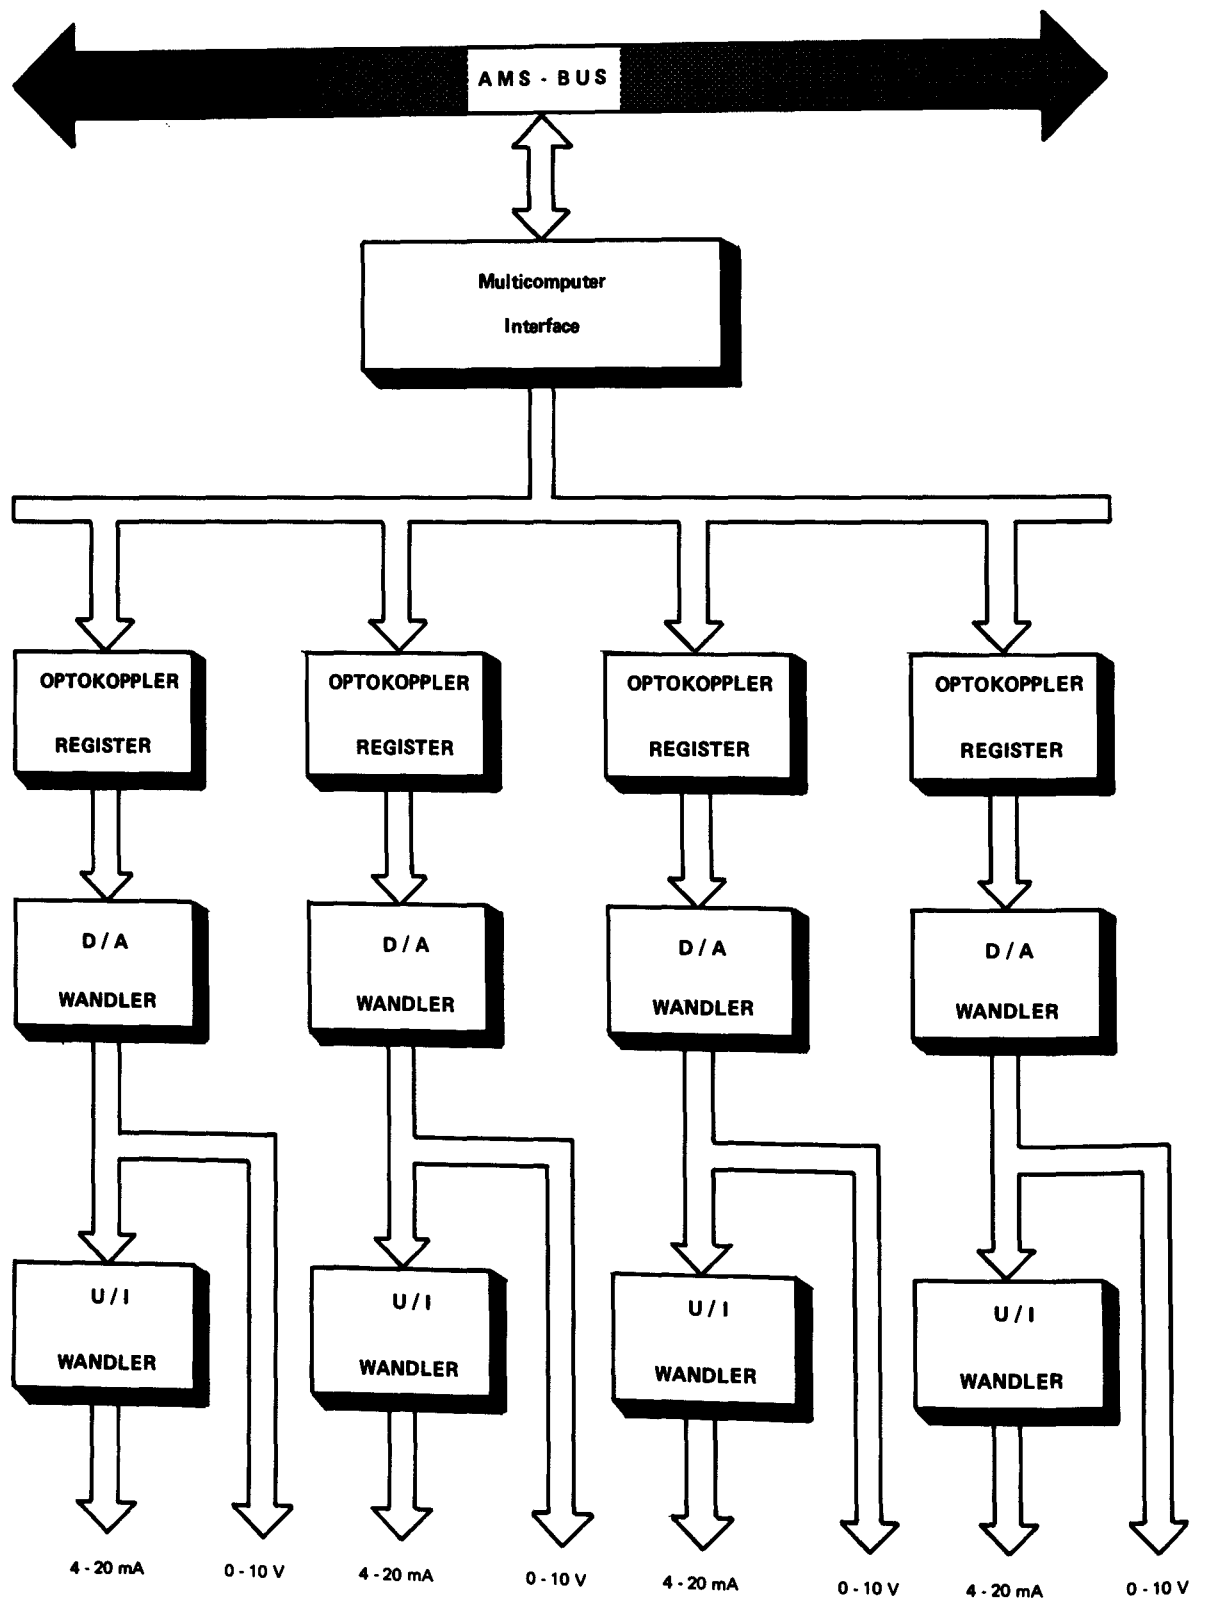 AMS - BUS
Multicomputer
Interface
OPTOKOPPLER
REGISTER
OPTOKOPPLER
REGISTER
OPTOKOPPLER
REGISTER
OPTOKOPPLER
REGISTER
D / A
WANDLER
D / A
WANDLER
D / A
WANDLER
D / A
WANDLER
U / I
WANDLER
U / I
WANDLER
U / I
WANDLER
U / I
WANDLER
4 - 20 mA
0 - 10 V
4 - 20 mA
0 - 10 V
4 - 20 mA
0 - 10 V
4 - 20 mA
0 - 10 V